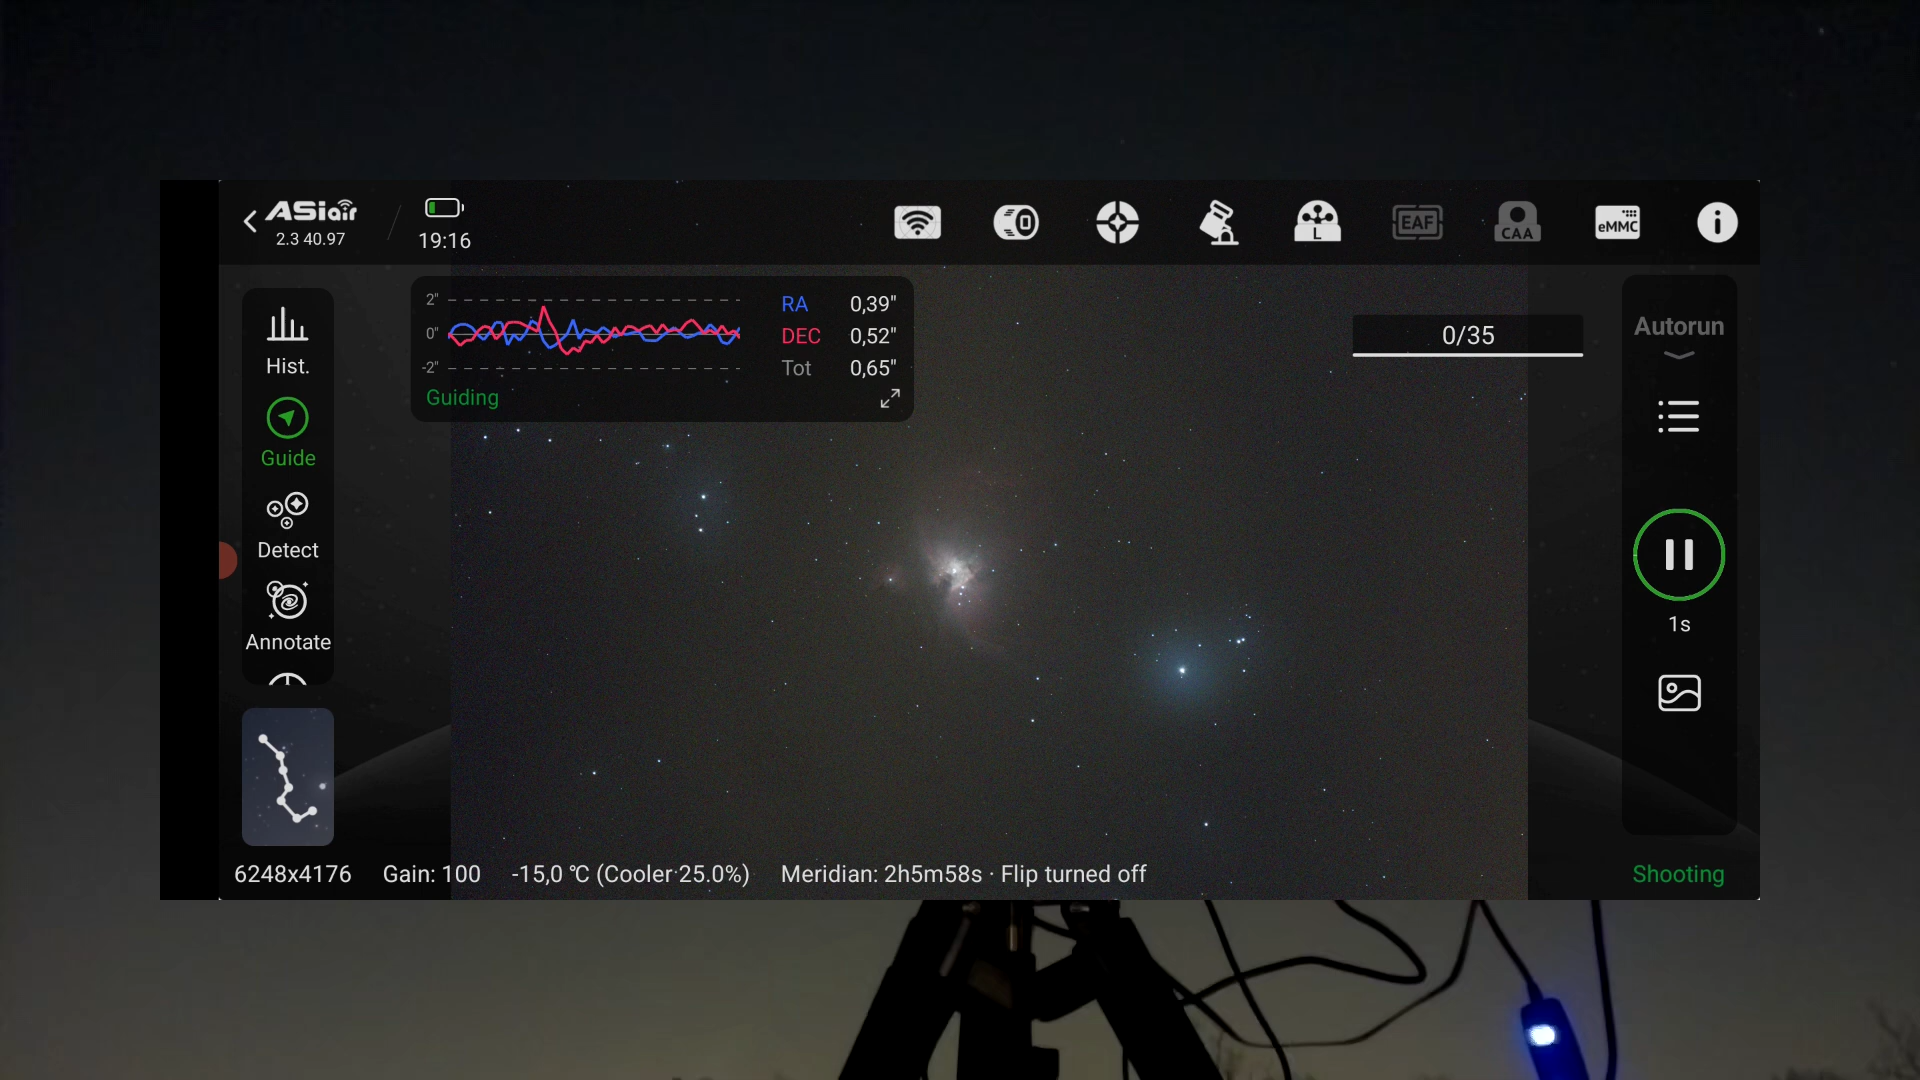 ASiair
2.3 40.97
19:16
L
EAF
CAA
eMMC
Hist.
Guide
Detect
Annotate
2"
0"
-2"
RA 0,39"
DEC 0,52"
Tot 0,65"
Guiding
0/35
Autorun
1s
6248x4176 Gain: 100 -15,0 ℃ (Cooler 25.0%) Meridian: 2h5m58s · Flip turned off
Shooting